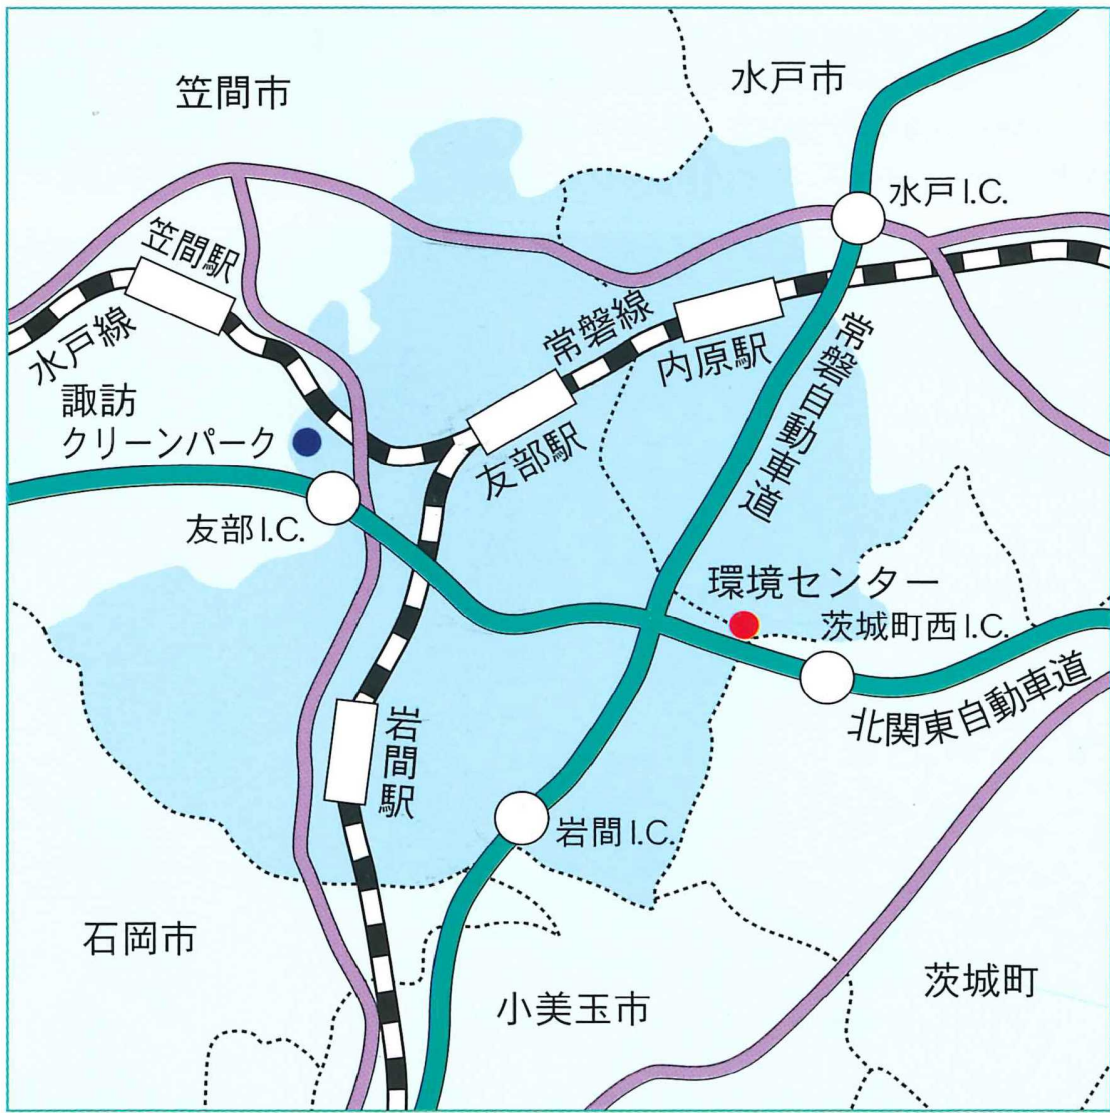 笠間市
水戸市
水戸I.C.
笠間駅
水戸線
常磐線
内原駅
常磐自動車道
諏訪
クリーンパーク
友部駅
友部I.C.
環境センター
茨城町西I.C.
北関東自動車道
岩間駅
岩間I.C.
石岡市
小美玉市
茨城町